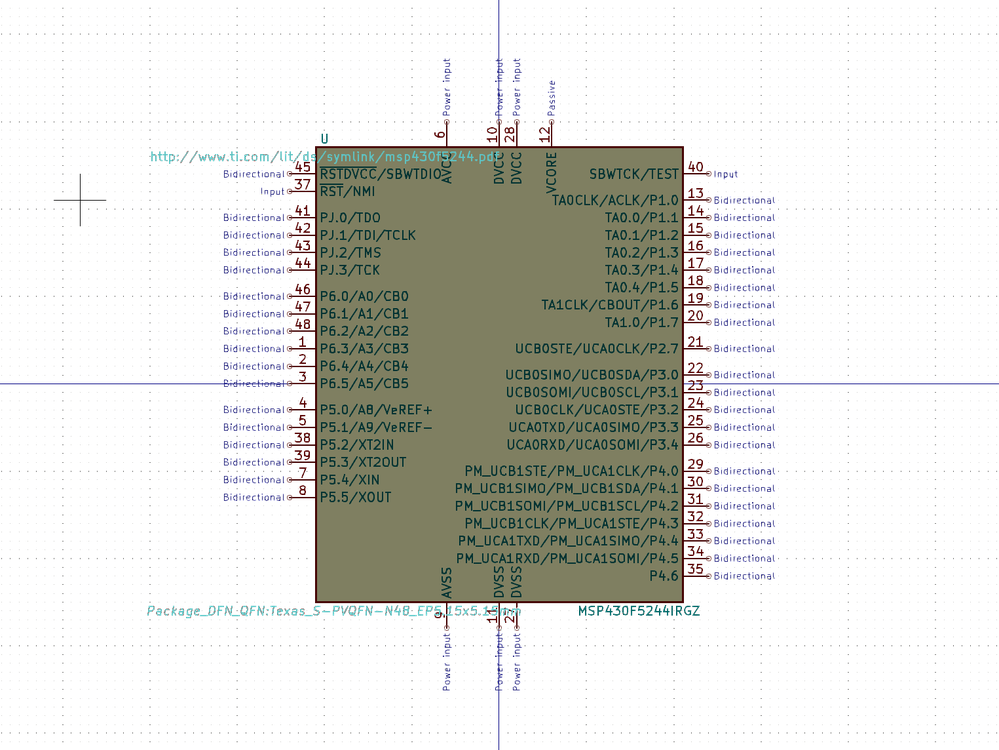 Power input Power input Power input Passive
6 10 28 12
U
http://www.ti.com/lit/ds/symlink/msp430f5244.pdf
AVCC DVCC DVCC VCORE
Bidirectional 45 RSTDVCC/SBWTDIO
Input 37 RST/NMI
Bidirectional 41 PJ.0/TDO
Bidirectional 42 PJ.1/TDI/TCLK
Bidirectional 43 PJ.2/TMS
Bidirectional 44 PJ.3/TCK
Bidirectional 46 P6.0/A0/CB0
Bidirectional 47 P6.1/A1/CB1
Bidirectional 48 P6.2/A2/CB2
Bidirectional 1 P6.3/A3/CB3
Bidirectional 2 P6.4/A4/CB4
Bidirectional 3 P6.5/A5/CB5
Bidirectional 4 P5.0/A8/VeREF+
Bidirectional 5 P5.1/A9/VeREF-
Bidirectional 38 P5.2/XT2IN
Bidirectional 39 P5.3/XT2OUT
Bidirectional 7 P5.4/XIN
Bidirectional 8 P5.5/XOUT
SBWTCK/TEST 40 Input
TA0CLK/ACLK/P1.0 13 Bidirectional
TA0.0/P1.1 14 Bidirectional
TA0.1/P1.2 15 Bidirectional
TA0.2/P1.3 16 Bidirectional
TA0.3/P1.4 17 Bidirectional
TA0.4/P1.5 18 Bidirectional
TA1CLK/CBOUT/P1.6 19 Bidirectional
TA1.0/P1.7 20 Bidirectional
UCB0STE/UCA0CLK/P2.7 21 Bidirectional
UCB0SIMO/UCB0SDA/P3.0 22 Bidirectional
UCB0SOMI/UCB0SCL/P3.1 23 Bidirectional
UCB0CLK/UCA0STE/P3.2 24 Bidirectional
UCA0TXD/UCA0SIMO/P3.3 25 Bidirectional
UCA0RXD/UCA0SOMI/P3.4 26 Bidirectional
PM_UCB1STE/PM_UCA1CLK/P4.0 29 Bidirectional
PM_UCB1SIMO/PM_UCB1SDA/P4.1 30 Bidirectional
PM_UCB1SOMI/PM_UCB1SCL/P4.2 31 Bidirectional
PM_UCB1CLK/PM_UCA1STE/P4.3 32 Bidirectional
PM_UCA1TXD/PM_UCA1SIMO/P4.4 33 Bidirectional
PM_UCA1RXD/PM_UCA1SOMI/P4.5 34 Bidirectional
P4.6 35 Bidirectional
AVSS DVSS DVSS
Package_DFN_QFN:Texas_S-PVQFN-N48_EP5.15x5.15mm
MSP430F5244IRGZ
9 11 27
Power input Power input Power input